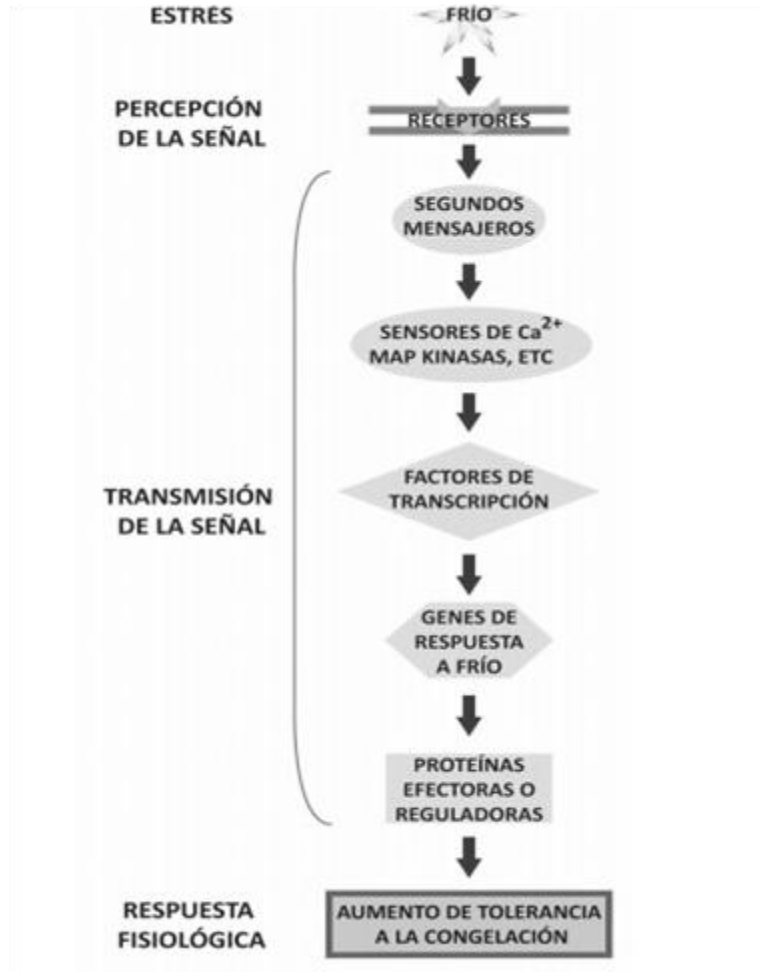 ESTRÉS
FRÍO
PERCEPCIÓN
DE LA SEÑAL
RECEPTORES
SEGUNDOS
MENSAJEROS
SENSORES DE Ca²⁺
MAP KINASAS, ETC
TRANSMISIÓN
DE LA SEÑAL
FACTORES DE
TRANSCRIPCIÓN
GENES DE
RESPUESTA
A FRÍO
PROTEÍNAS
EFECTORAS O
REGULADORAS
RESPUESTA
FISIOLÓGICA
AUMENTO DE TOLERANCIA
A LA CONGELACIÓN